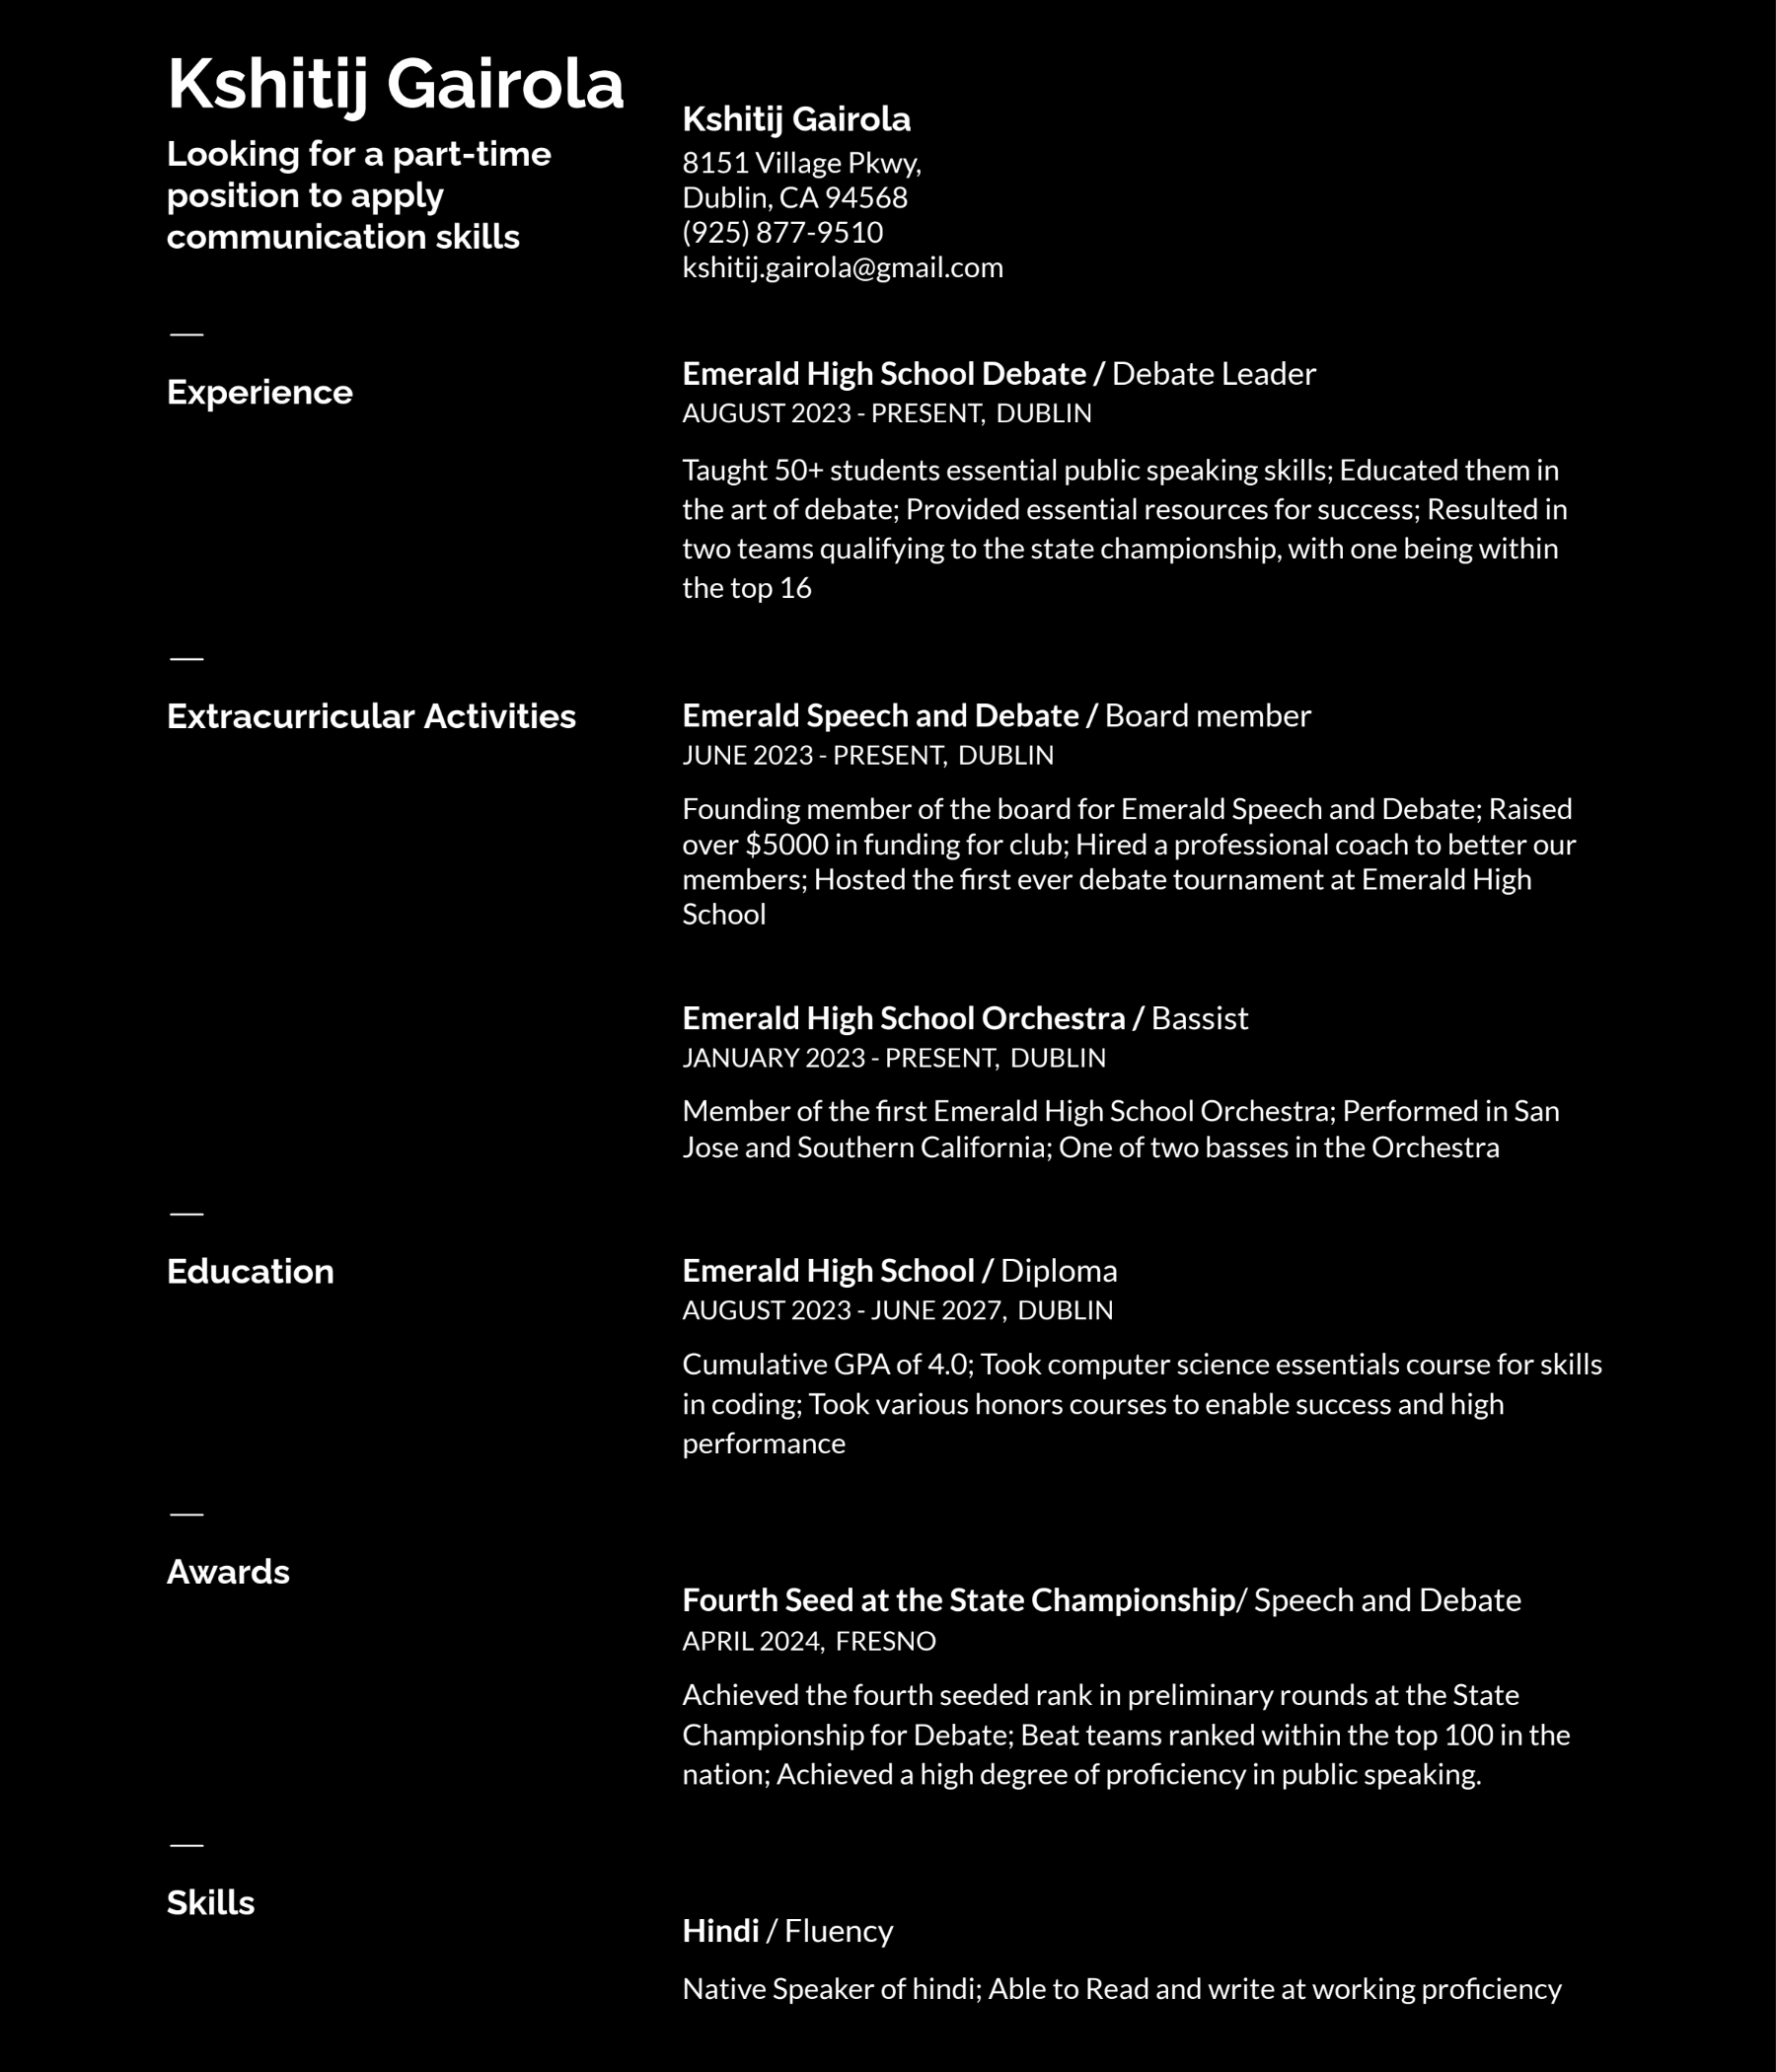 Kshitij Gairola
Looking for a part-time
position to apply
communication skills
Kshitij Gairola
8151 Village Pkwy,
Dublin, CA 94568
(925) 877-9510
kshitij.gairola@gmail.com
Experience
Emerald High School Debate / Debate Leader
AUGUST 2023 - PRESENT, DUBLIN
Taught 50+ students essential public speaking skills; Educated them in
the art of debate; Provided essential resources for success; Resulted in
two teams qualifying to the state championship, with one being within
the top 16
Extracurricular Activities
Emerald Speech and Debate / Board member
JUNE 2023 - PRESENT, DUBLIN
Founding member of the board for Emerald Speech and Debate; Raised
over $5000 in funding for club; Hired a professional coach to better our
members; Hosted the first ever debate tournament at Emerald High
School
Emerald High School Orchestra / Bassist
JANUARY 2023 - PRESENT, DUBLIN
Member of the first Emerald High School Orchestra; Performed in San
Jose and Southern California; One of two basses in the Orchestra
Education
Emerald High School / Diploma
AUGUST 2023 - JUNE 2027, DUBLIN
Cumulative GPA of 4.0; Took computer science essentials course for skills
in coding; Took various honors courses to enable success and high
performance
Awards
Fourth Seed at the State Championship/ Speech and Debate
APRIL 2024, FRESNO
Achieved the fourth seeded rank in preliminary rounds at the State
Championship for Debate; Beat teams ranked within the top 100 in the
nation; Achieved a high degree of proficiency in public speaking.
Skills
Hindi / Fluency
Native Speaker of hindi; Able to Read and write at working proficiency